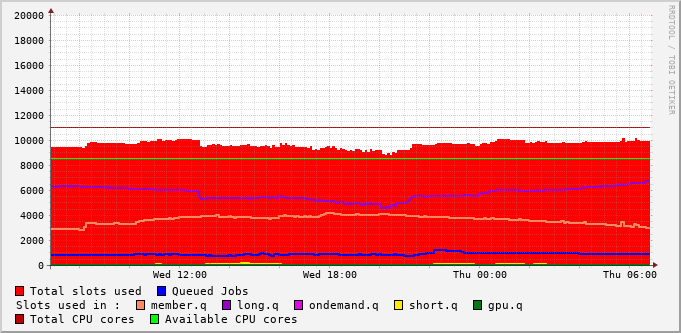 RRDTOOL / TOBI OETIKER
20000
18000
16000
14000
12000
10000
8000
6000
4000
2000
0
Wed 12:00 Wed 18:00 Thu 00:00 Thu 06:00
Total slots used Queued Jobs
Slots used in : member.q long.q ondemand.q short.q gpu.q
Total CPU cores Available CPU cores